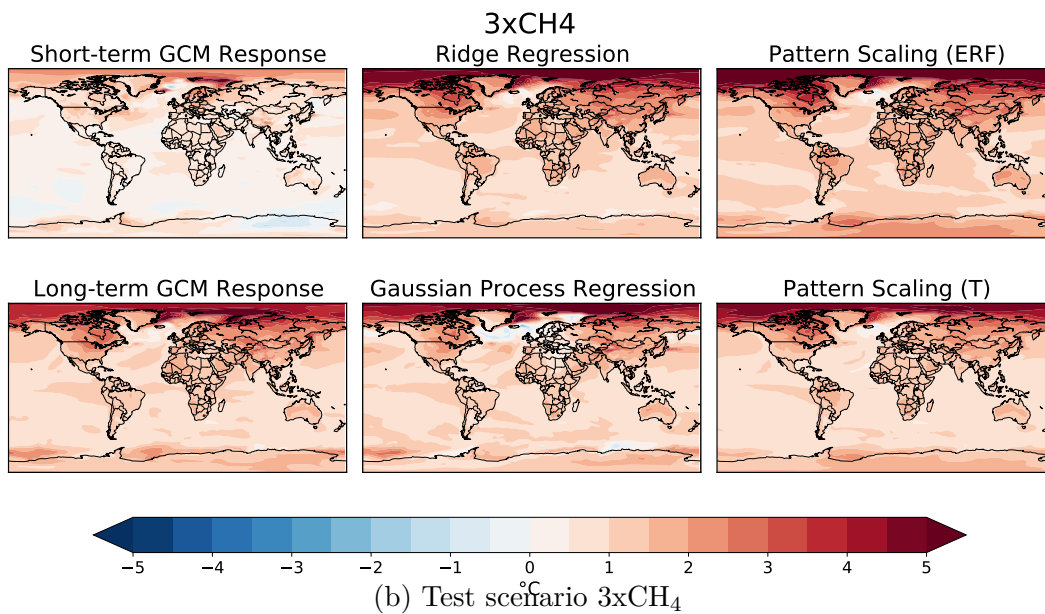 3xCH4
Short-term GCM Response
Ridge Regression
Pattern Scaling (ERF)
Long-term GCM Response
Gaussian Process Regression
Pattern Scaling (T)
−5 −4 −3 −2 −1 0 1 2 3 4 5
°C
(b) Test scenario 3xCH₄